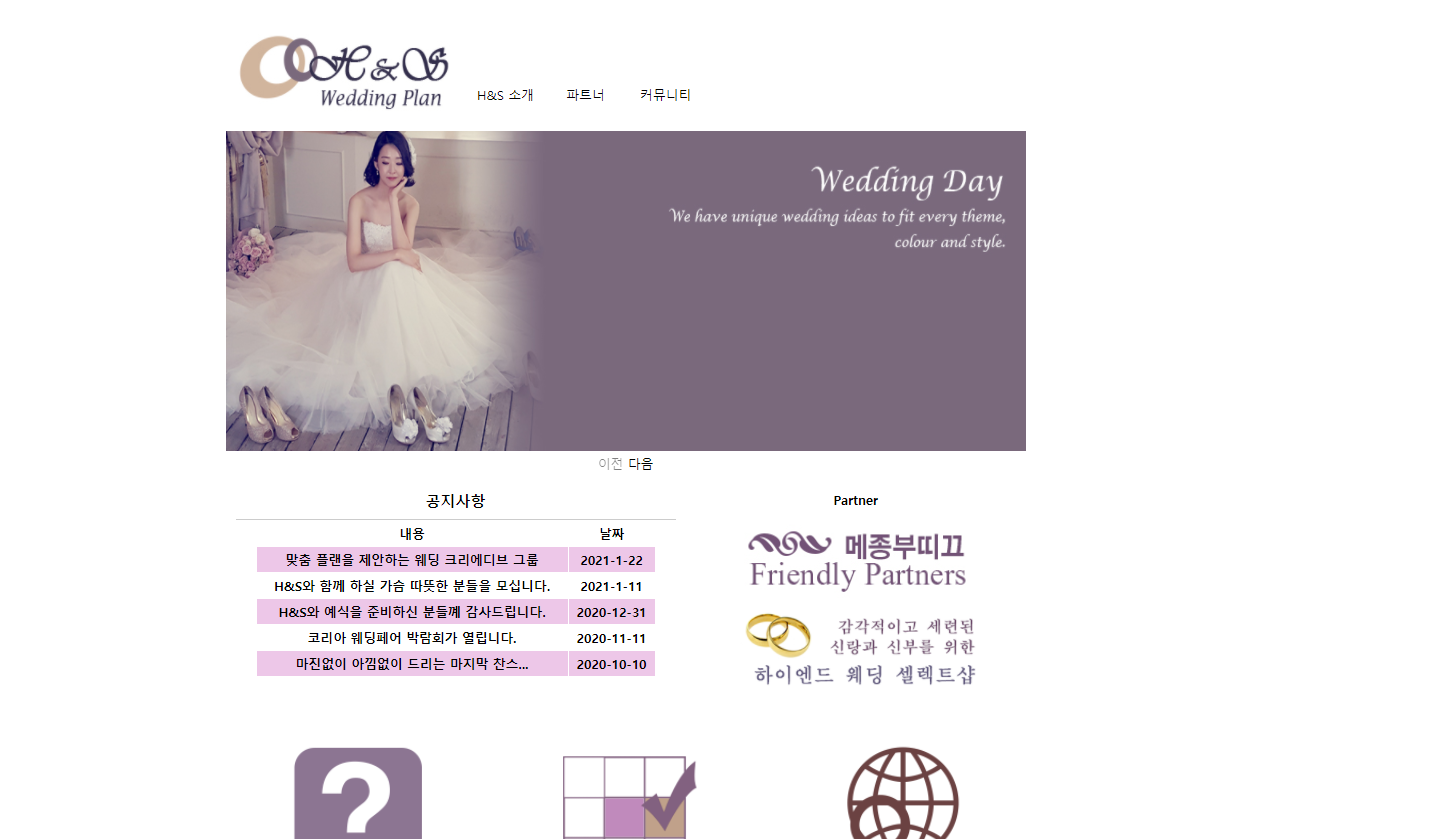 H&S
Wedding Plan
H&S 소개 파트너 커뮤니티
Wedding Day
We have unique wedding ideas to fit every theme,
colour and style.
이전 다음
공지사항
내용 날짜
맞춤 플랜을 제안하는 웨딩 크리에디브 그룹 2021-1-22
H&S와 함께 하실 가슴 따뜻한 분들을 모십니다. 2021-1-11
H&S와 예식을 준비하신 분들께 감사드립니다. 2020-12-31
코리아 웨딩페어 박람회가 열립니다. 2020-11-11
마진없이 아낌없이 드리는 마지막 찬스... 2020-10-10
Partner
메종부띠끄
Friendly Partners
감각적이고 세련된
신랑과 신부를 위한
하이엔드 웨딩 셀렉트샵
?